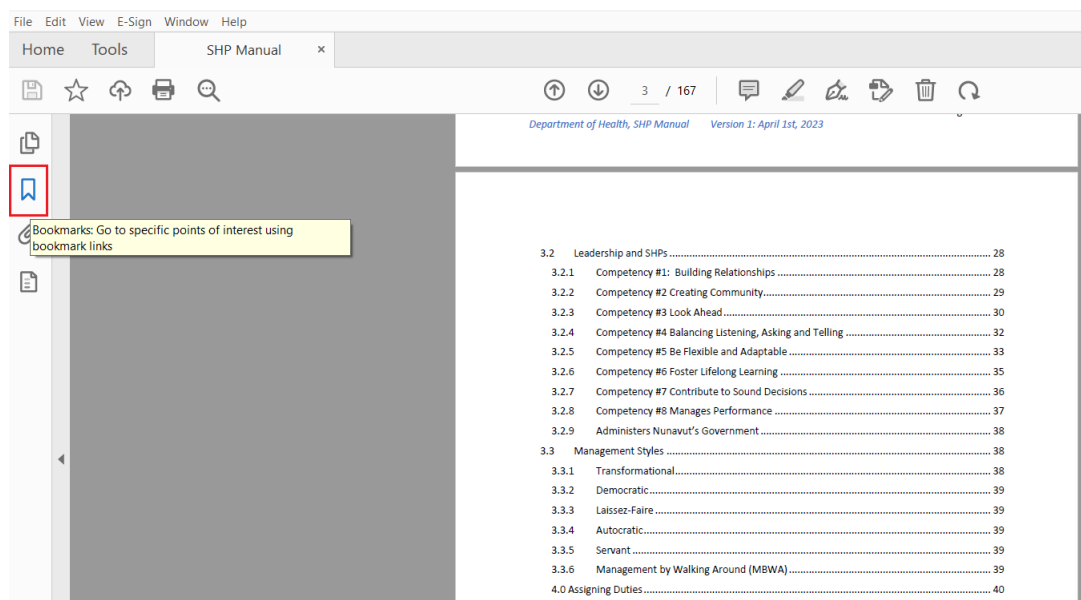 File Edit View E-Sign Window Help
Home Tools SHP Manual ×
3 / 167
Department of Health, SHP Manual Version 1: April 1st, 2023
Bookmarks: Go to specific points of interest using
bookmark links
3.2 Leadership and SHPs 28
3.2.1 Competency #1: Building Relationships 28
3.2.2 Competency #2 Creating Community 29
3.2.3 Competency #3 Look Ahead 30
3.2.4 Competency #4 Balancing Listening, Asking and Telling 32
3.2.5 Competency #5 Be Flexible and Adaptable 33
3.2.6 Competency #6 Foster Lifelong Learning 35
3.2.7 Competency #7 Contribute to Sound Decisions 36
3.2.8 Competency #8 Manages Performance 37
3.2.9 Administers Nunavut's Government 38
3.3 Management Styles 38
3.3.1 Transformational 38
3.3.2 Democratic 39
3.3.3 Laissez-Faire 39
3.3.4 Autocratic 39
3.3.5 Servant 39
3.3.6 Management by Walking Around (MBWA) 39
4.0 Assigning Duties 40